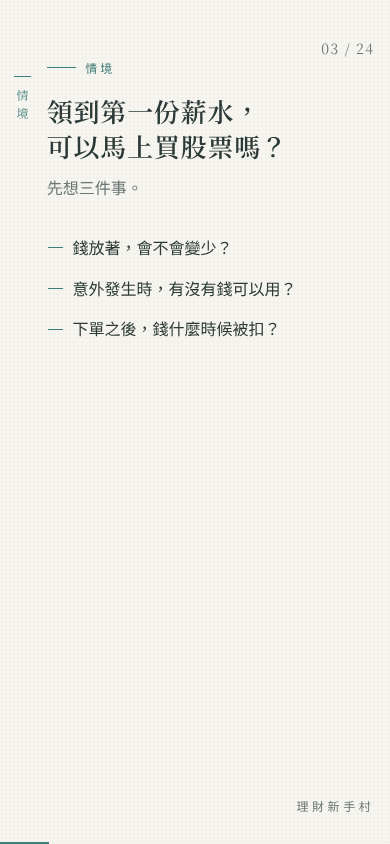 03 / 24
情境
情境
領到第一份薪水，
可以馬上買股票嗎？
先想三件事。
錢放著，會不會變少？
意外發生時，有沒有錢可以用？
下單之後，錢什麼時候被扣？
理財新手村